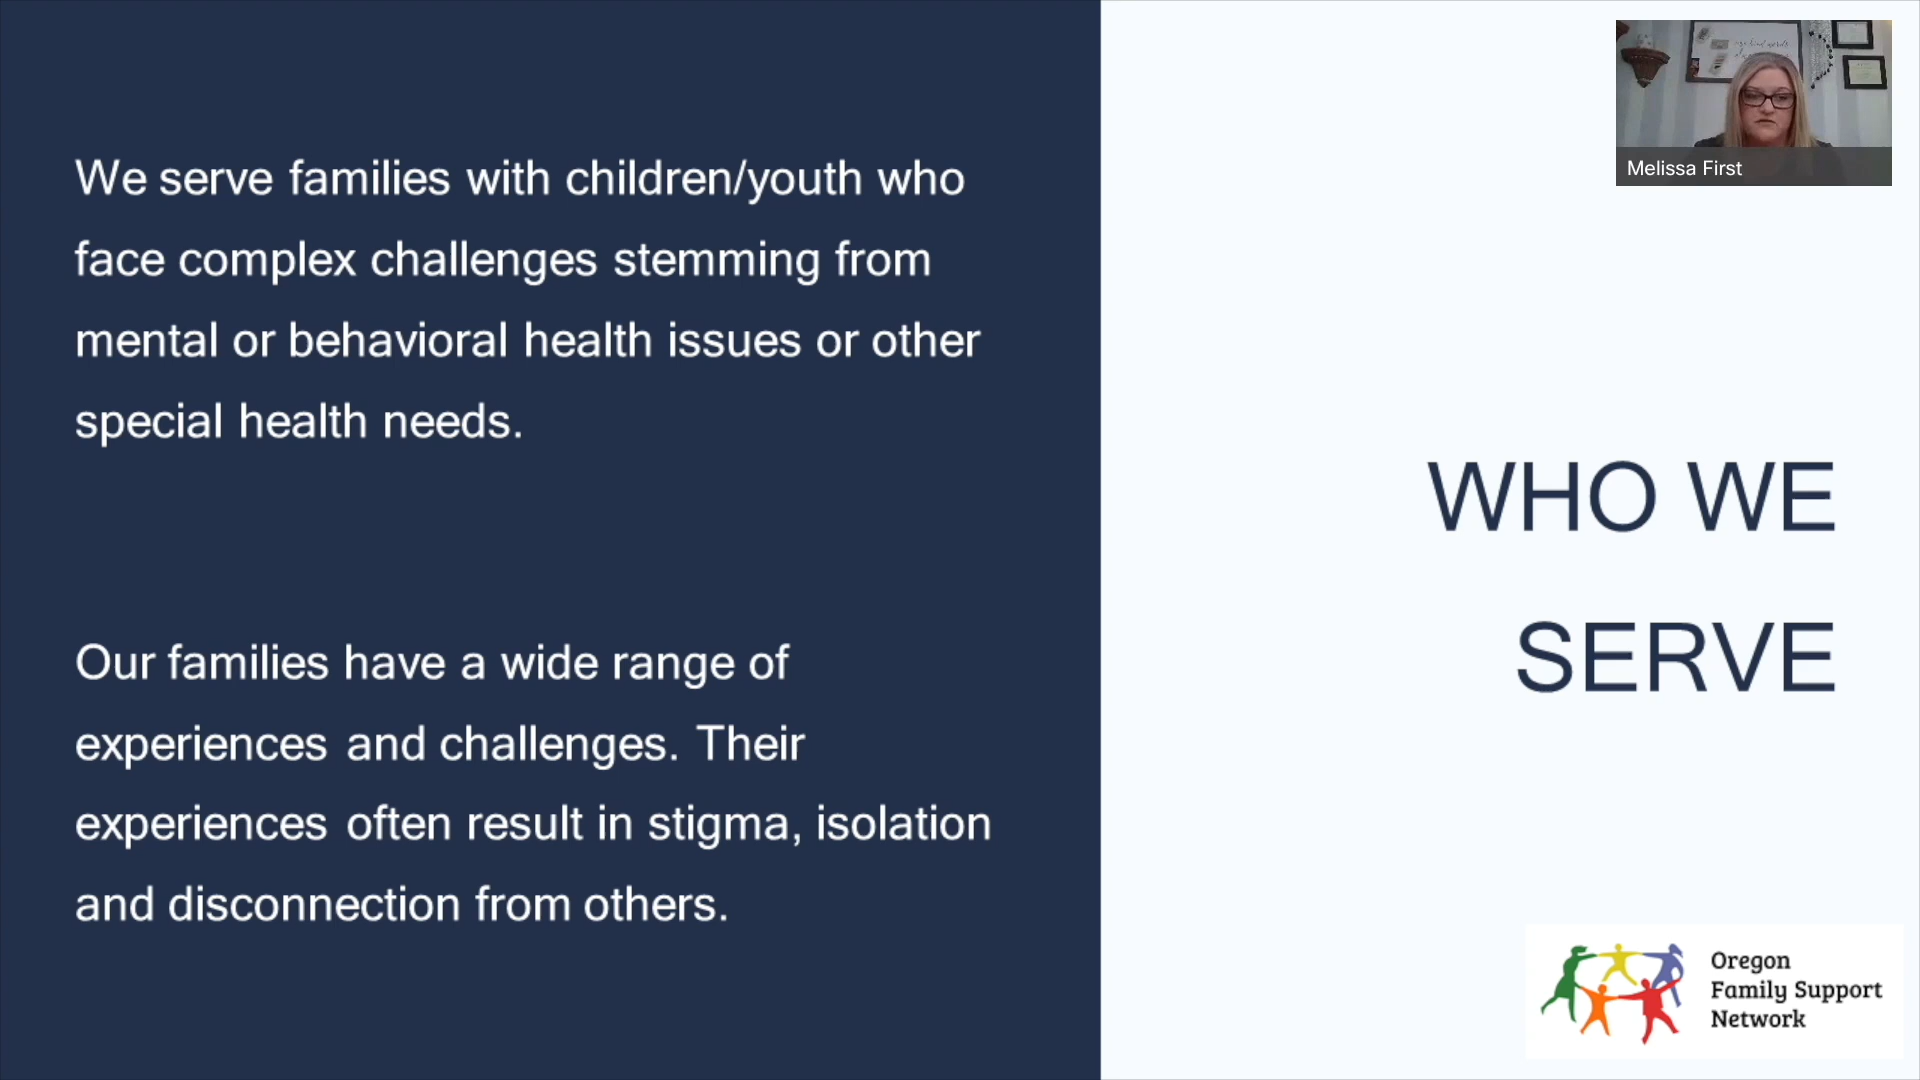 We serve families with children/youth who
face complex challenges stemming from
mental or behavioral health issues or other
special health needs.
Our families have a wide range of
experiences and challenges. Their
experiences often result in stigma, isolation
and disconnection from others.
Melissa First
WHO WE
SERVE
Oregon
Family Support
Network